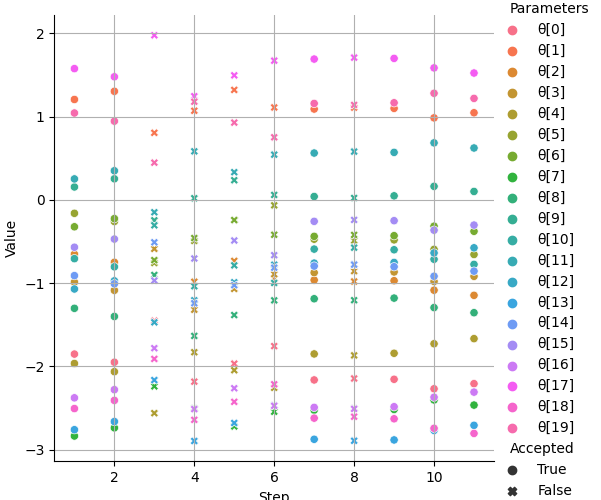 Parameters
θ[0]
θ[1]
θ[2]
θ[3]
θ[4]
θ[5]
θ[6]
θ[7]
θ[8]
θ[9]
θ[10]
θ[11]
θ[12]
θ[13]
θ[14]
θ[15]
θ[16]
θ[17]
θ[18]
θ[19]
Accepted
True
False
Value
2
1
0
−1
−2
−3
2
4
6
8
10
Step